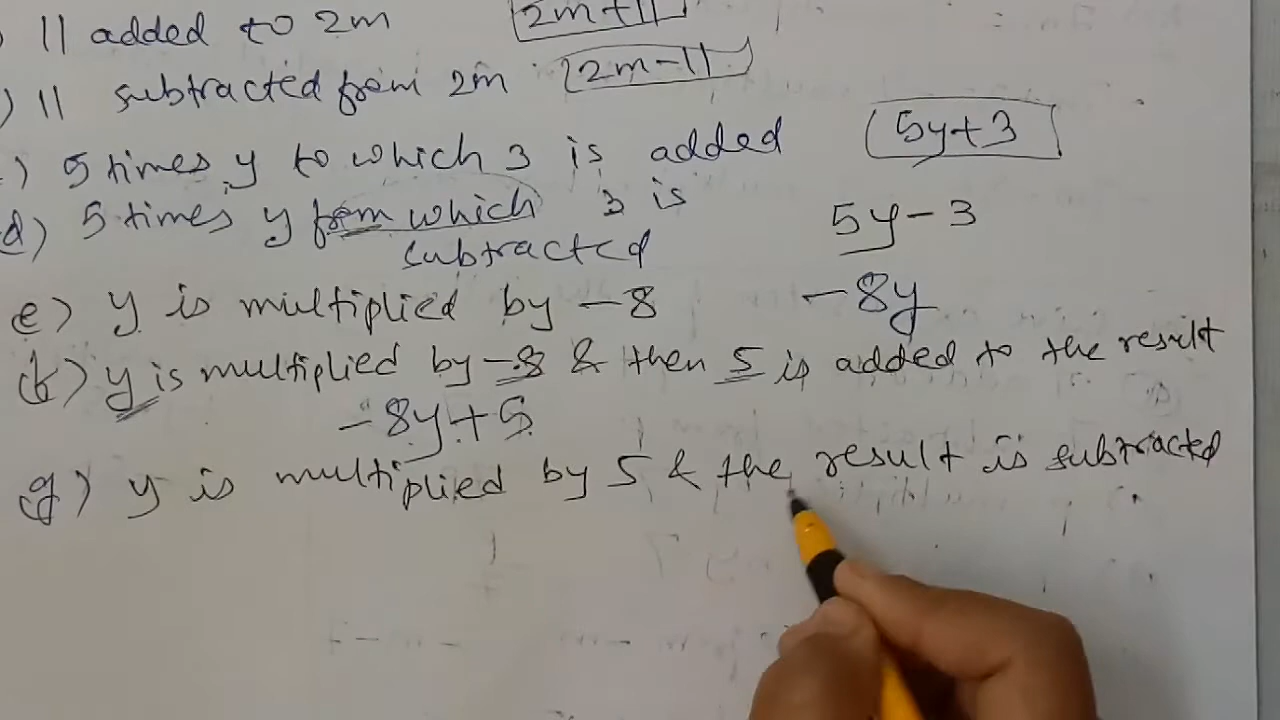 ) 11 added to 2m 2m+11
) 11 subtracted from 2m 2m-11
) 5 times y to which 3 is added 5y+3
d) 5 times y from which 3 is subtracted 5y-3
e) y is multiplied by -8 -8y
(f) y is multiplied by -8 & then 5 is added to the result
-8y+5
(g) y is multiplied by 5 & the result is subtracted